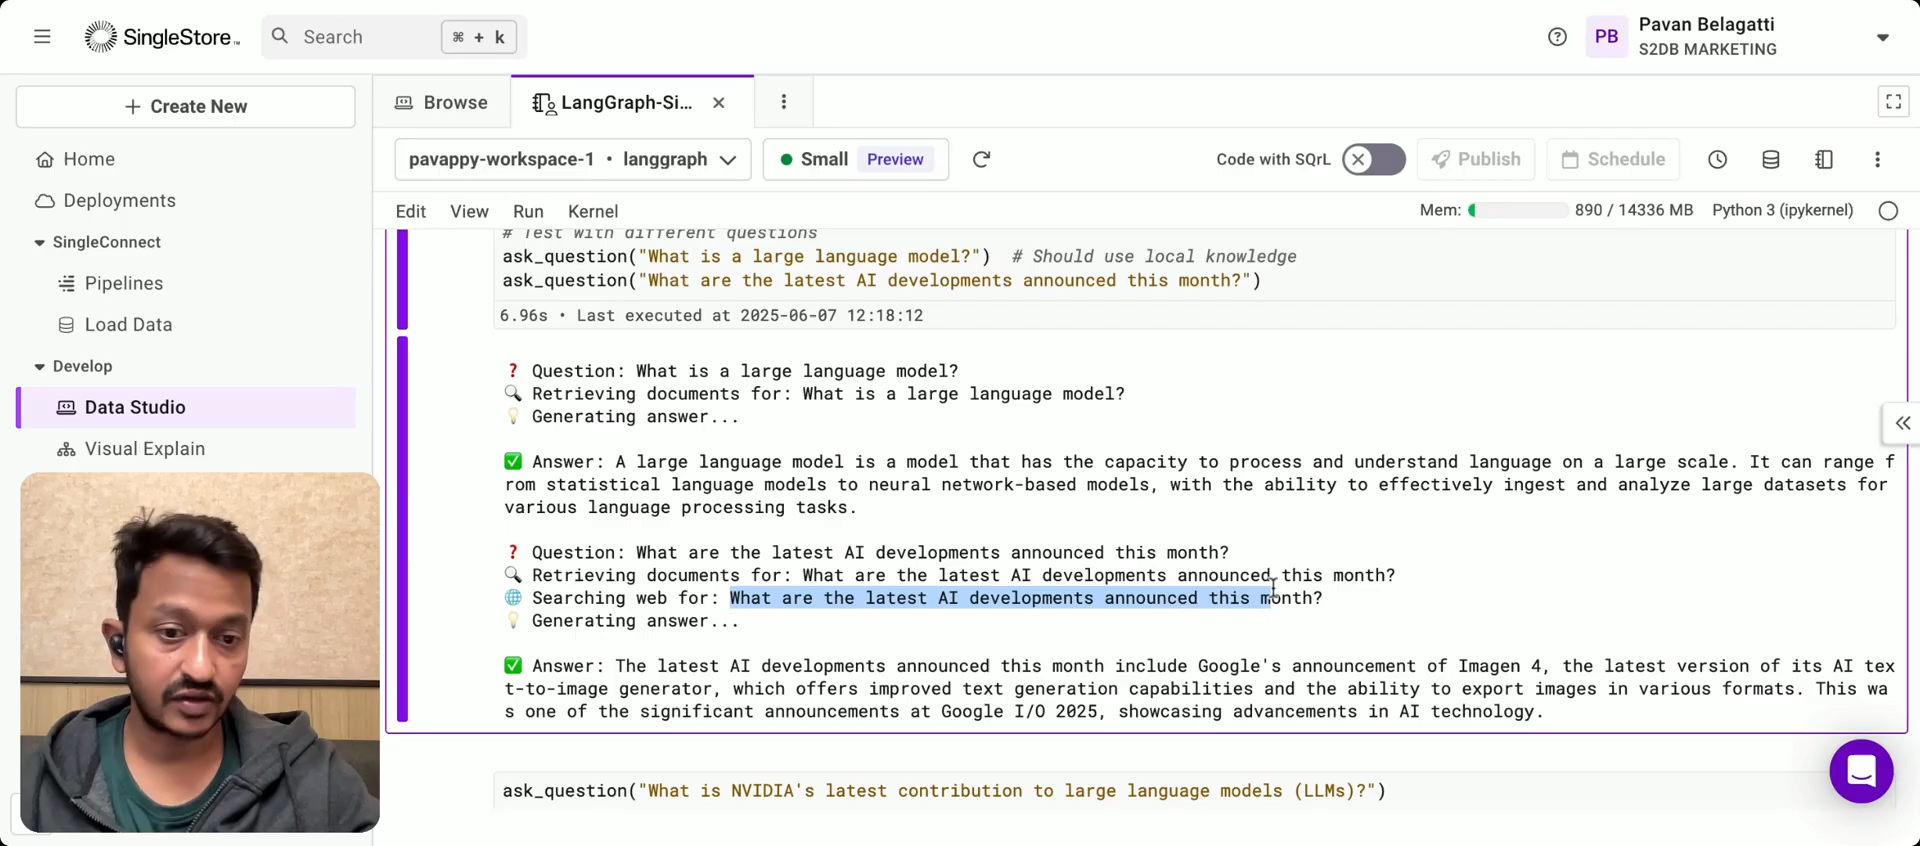 SingleStore™
Search
⌘ + k
Pavan Belagatti
PB
S2DB MARKETING
+ Create New
Home
Deployments
SingleConnect
Pipelines
Load Data
Develop
Data Studio
Visual Explain
Browse
LangGraph-Si...
pavappy-workspace-1 • langgraph
Small Preview
Code with SQrL
Publish
Schedule
Edit View Run Kernel
Mem: 890 / 14336 MB Python 3 (ipykernel)
# Test with different questions
ask_question("What is a large language model?")  # Should use local knowledge
ask_question("What are the latest AI developments announced this month?")
6.96s • Last executed at 2025-06-07 12:18:12
❓ Question: What is a large language model?
🔍 Retrieving documents for: What is a large language model?
💡 Generating answer...
✅ Answer: A large language model is a model that has the capacity to process and understand language on a large scale. It can range f
rom statistical language models to neural network-based models, with the ability to effectively ingest and analyze large datasets for
various language processing tasks.
❓ Question: What are the latest AI developments announced this month?
🔍 Retrieving documents for: What are the latest AI developments announced this month?
🌐 Searching web for: What are the latest AI developments announced this month?
💡 Generating answer...
✅ Answer: The latest AI developments announced this month include Google's announcement of Imagen 4, the latest version of its AI tex
t-to-image generator, which offers improved text generation capabilities and the ability to export images in various formats. This wa
s one of the significant announcements at Google I/O 2025, showcasing advancements in AI technology.
ask_question("What is NVIDIA's latest contribution to large language models (LLMs)?")